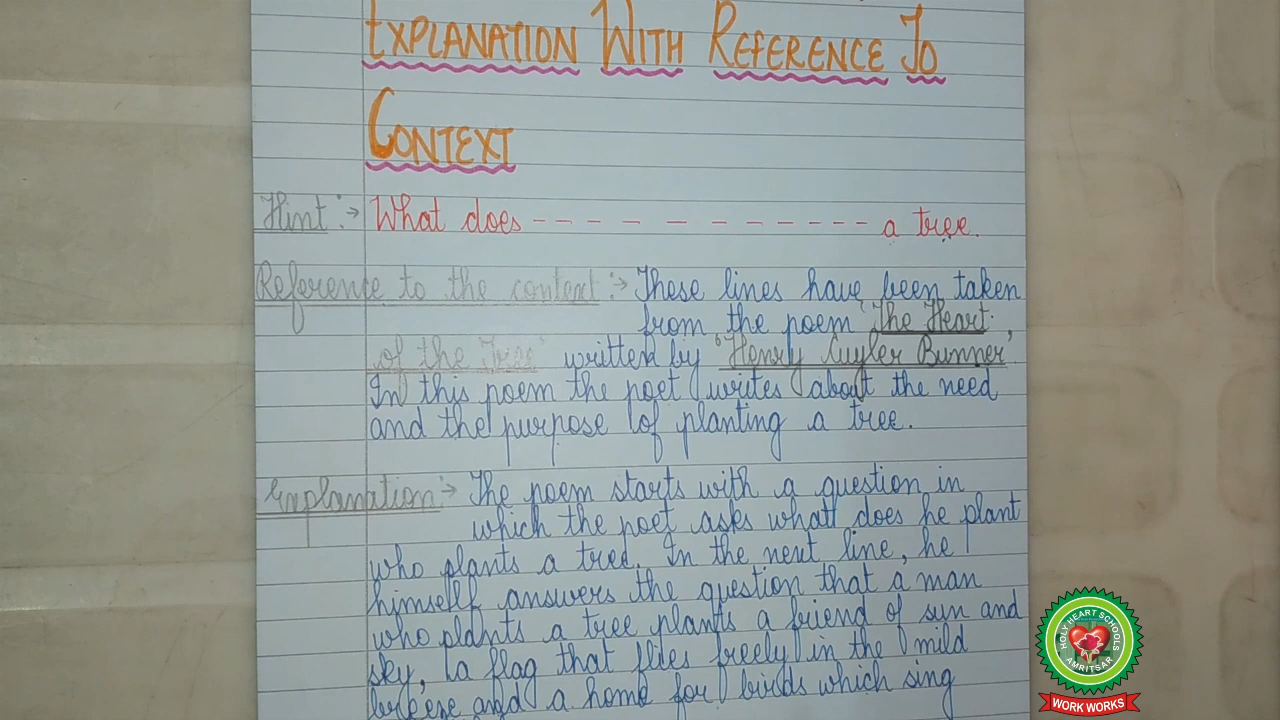 EXPLANATION WITH REFERENCE TO
CONTEXT
Hint:→ What does ------------ a tree.
Reference to the context:→ These lines have been taken
from the poem 'The Heart
of the Tree' written by 'Henry Cuyler Bunner'
In this poem the poet writes about the need
and the purpose of planting a tree.
Explanation:→ The poem starts with a question in
which the poet asks what does he plant
who plants a tree. In the next line, he
himself answers the question that a man
who plants a tree plants a friend of sun and
sky, a flag that flies freely in the mild
breeze and a home for birds which sing
HOLY HEART SCHOOLS
AMRITSAR
WORK WORKS